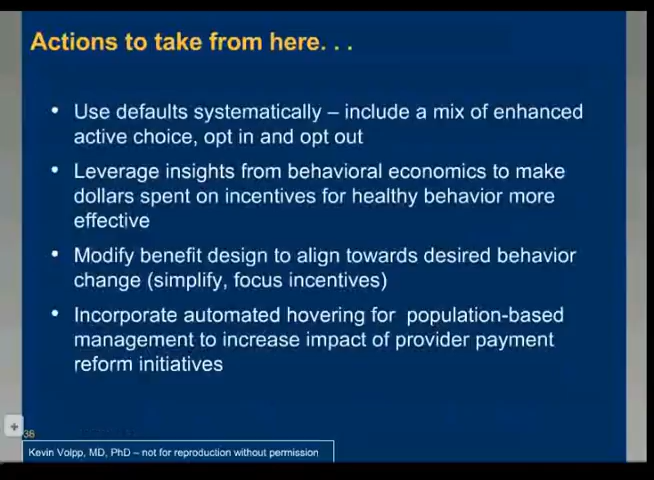 Actions to take from here. . .
• Use defaults systematically – include a mix of enhanced
active choice, opt in and opt out
• Leverage insights from behavioral economics to make
dollars spent on incentives for healthy behavior more
effective
• Modify benefit design to align towards desired behavior
change (simplify, focus incentives)
• Incorporate automated hovering for population-based
management to increase impact of provider payment
reform initiatives
36
Kevin Volpp, MD, PhD – not for reproduction without permission